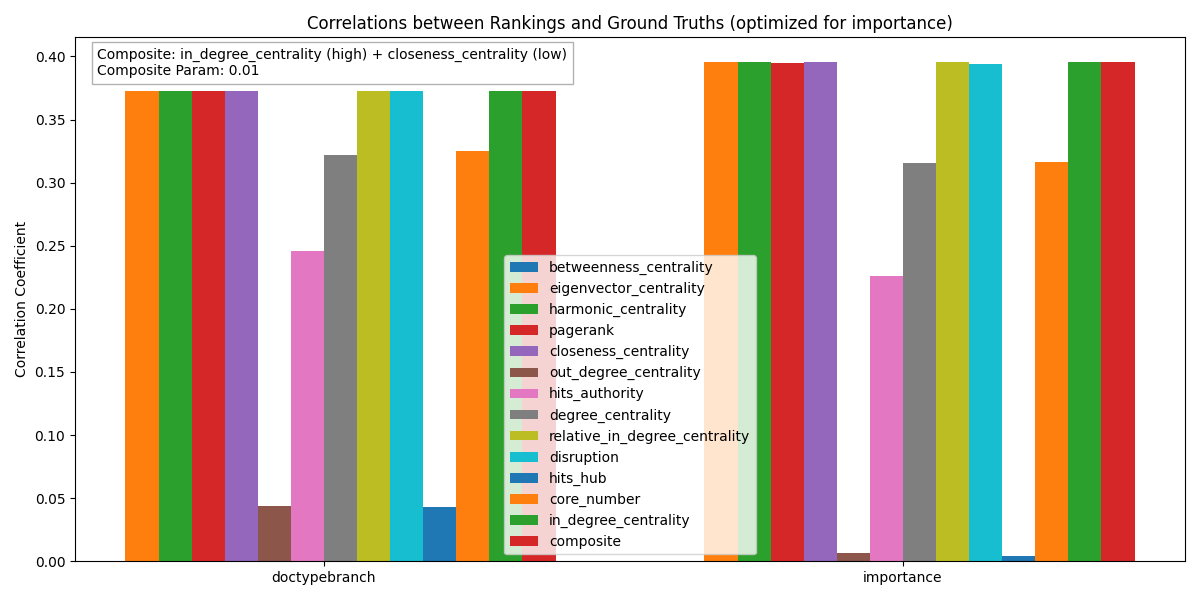 Correlations between Rankings and Ground Truths (optimized for importance)
Composite: in_degree_centrality (high) + closeness_centrality (low)
Composite Param: 0.01
Correlation Coefficient
0.40
0.35
0.30
0.25
0.20
0.15
0.10
0.05
0.00
betweenness_centrality
eigenvector_centrality
harmonic_centrality
pagerank
closeness_centrality
out_degree_centrality
hits_authority
degree_centrality
relative_in_degree_centrality
disruption
hits_hub
core_number
in_degree_centrality
composite
doctypebranch
importance